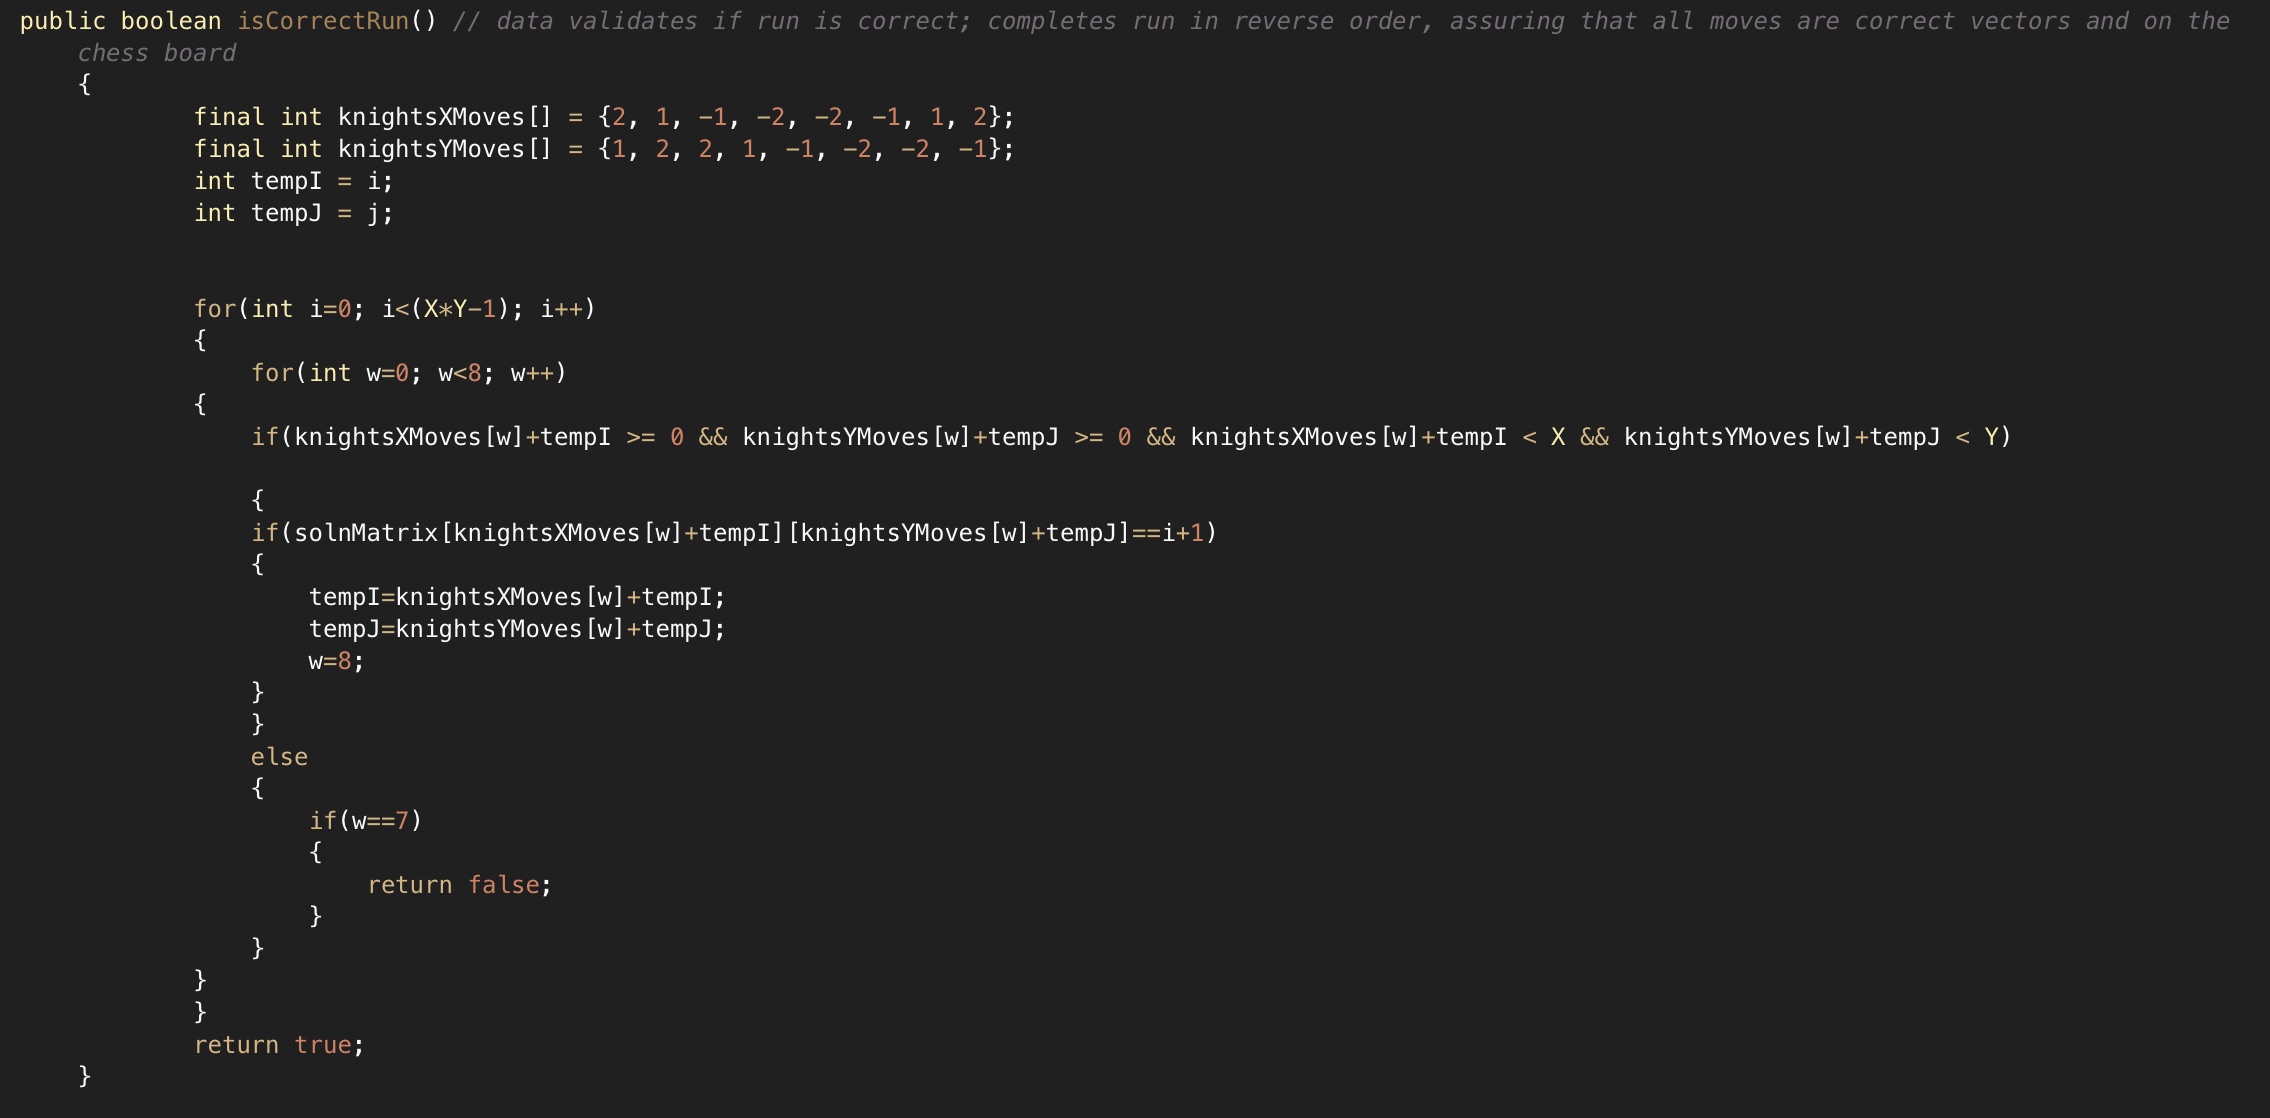 public boolean isCorrectRun() // data validates if run is correct; completes run in reverse order, assuring that all moves are correct vectors and on the
chess board
{
final int knightsXMoves[] = {2, 1, -1, -2, -2, -1, 1, 2};
final int knightsYMoves[] = {1, 2, 2, 1, -1, -2, -2, -1};
int tempI = i;
int tempJ = j;
for(int i=0; i<(X*Y-1); i++)
{
for(int w=0; w<8; w++)
{
if(knightsXMoves[w]+tempI >= 0 && knightsYMoves[w]+tempJ >= 0 && knightsXMoves[w]+tempI < X && knightsYMoves[w]+tempJ < Y)
{
if(solnMatrix[knightsXMoves[w]+tempI][knightsYMoves[w]+tempJ]==i+1)
{
tempI=knightsXMoves[w]+tempI;
tempJ=knightsYMoves[w]+tempJ;
w=8;
}
}
else
{
if(w==7)
{
return false;
}
}
}
}
return true;
}